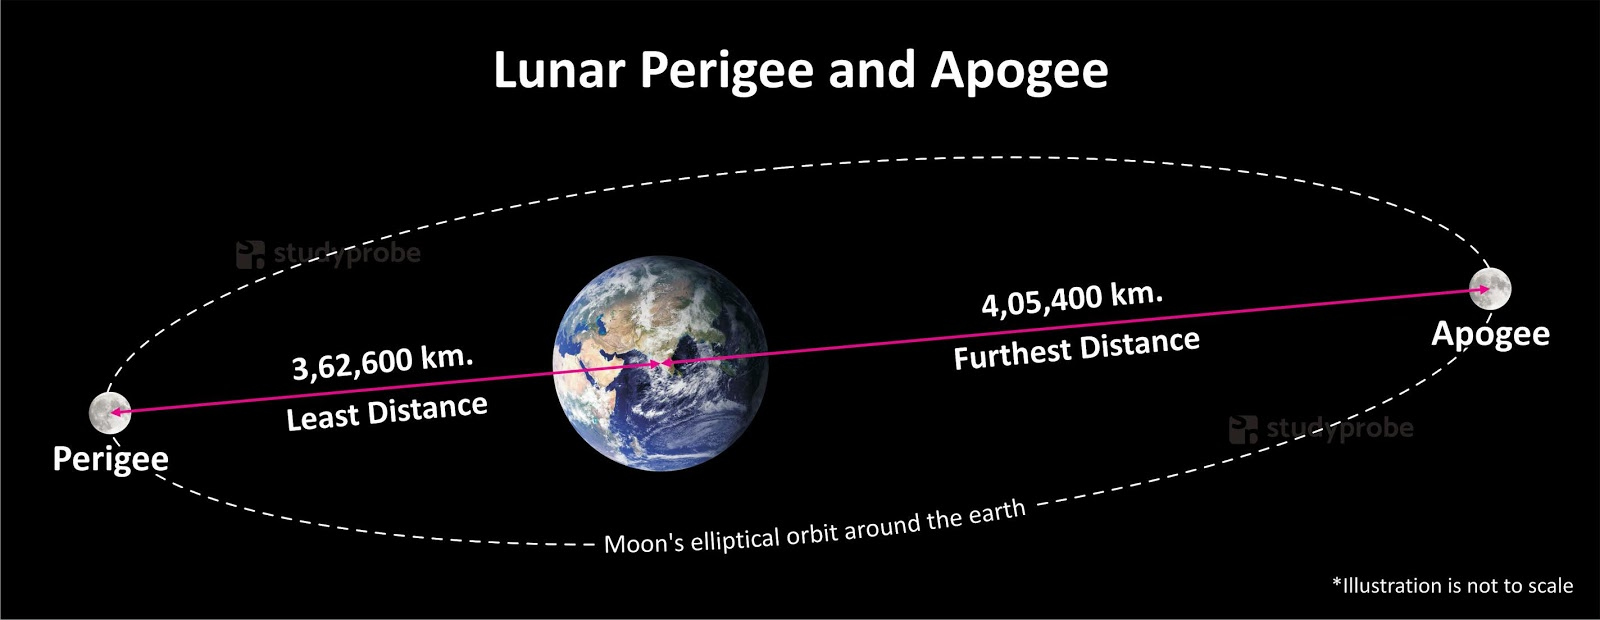 Lunar Perigee and Apogee
studyprobe
4,05,400 km.
Furthest Distance
Apogee
3,62,600 km.
Least Distance
Perigee
studyprobe
Moon's elliptical orbit around the earth
*Illustration is not to scale